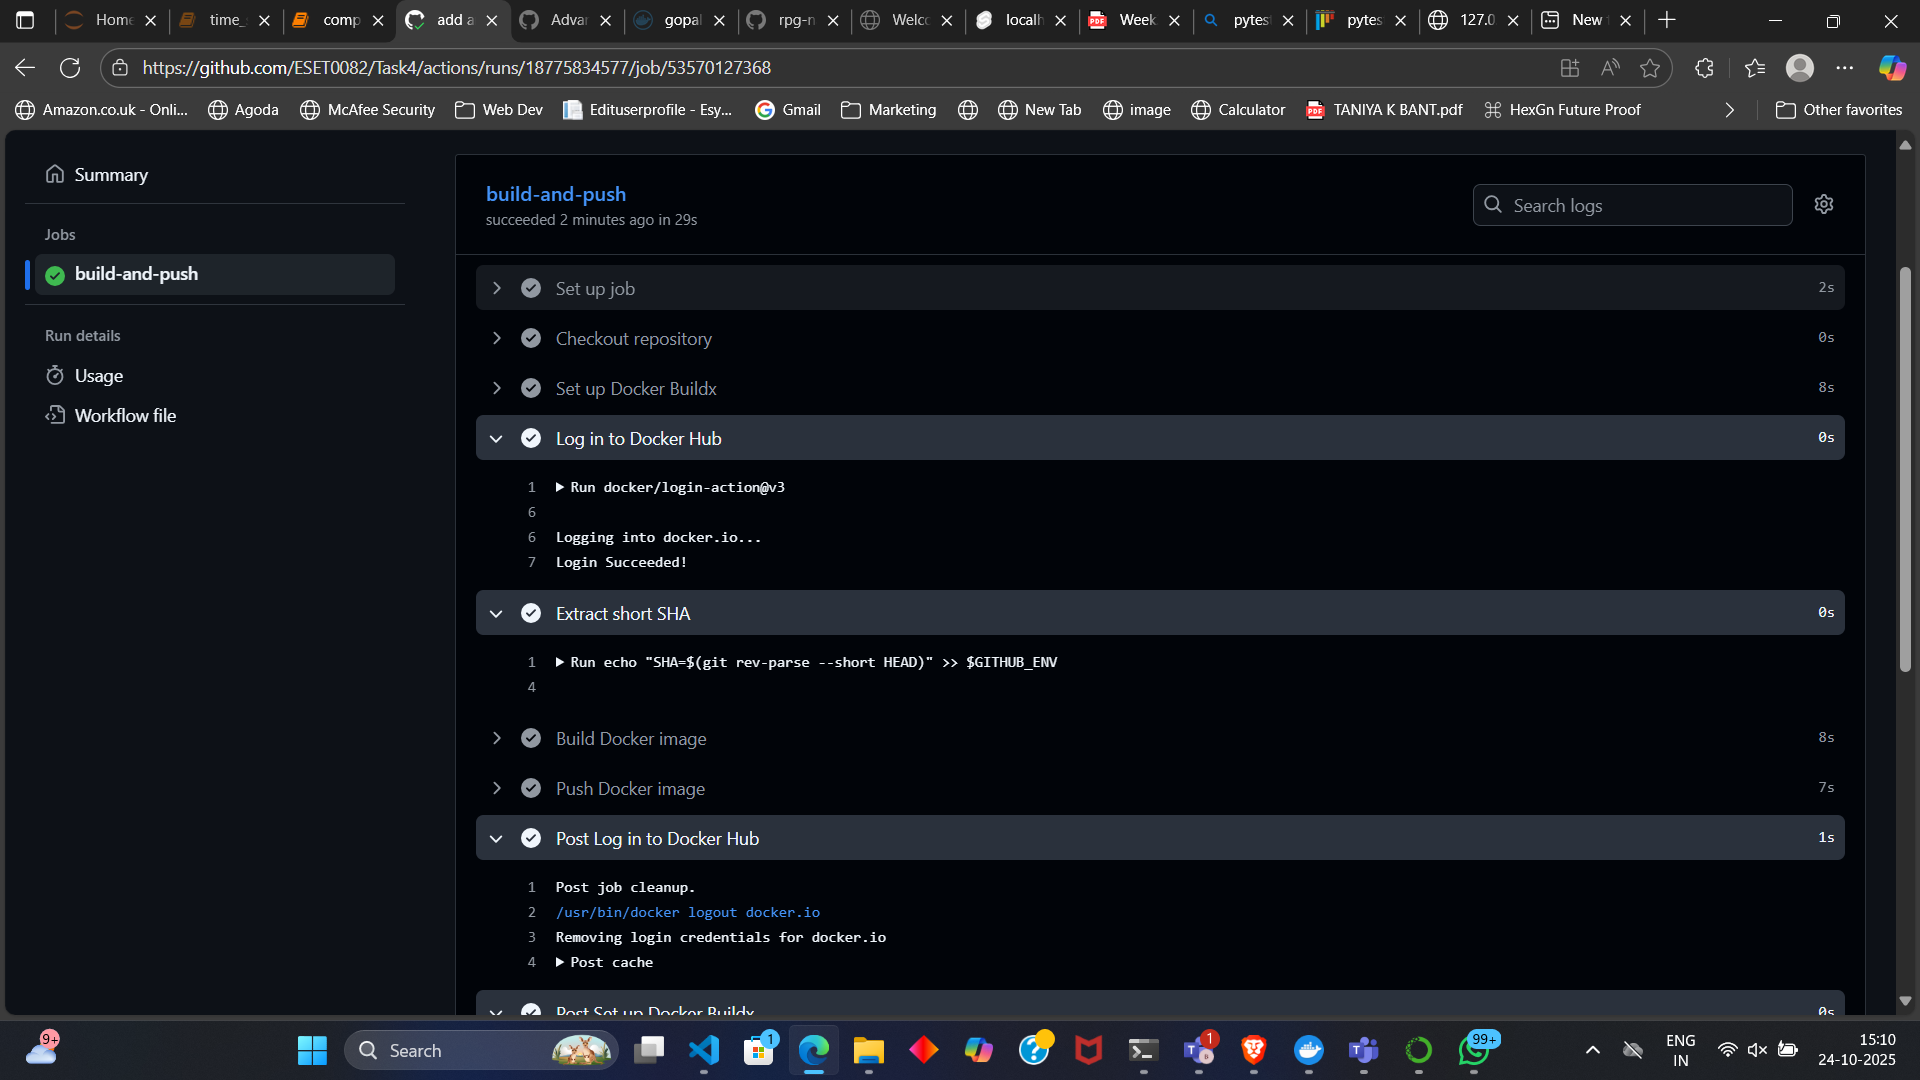 Home
time_
comp
add a
Advar
gopal
rpg-n
Welco
localh
Week
pytes
pytes
127.0
New
https://github.com/ESET0082/Task4/actions/runs/18775834577/job/53570127368
Amazon.co.uk - Onli...
Agoda
McAfee Security
Web Dev
Edituserprofile - Esy...
Gmail
Marketing
New Tab
image
Calculator
TANIYA K BANT.pdf
HexGn Future Proof
Other favorites
Summary
Jobs
build-and-push
Run details
Usage
Workflow file
build-and-push
succeeded 2 minutes ago in 29s
Search logs
Set up job 2s
Checkout repository 0s
Set up Docker Buildx 8s
Log in to Docker Hub 0s
1 Run docker/login-action@v3
6
6 Logging into docker.io...
7 Login Succeeded!
Extract short SHA 0s
1 Run echo "SHA=$(git rev-parse --short HEAD)" >> $GITHUB_ENV
4
Build Docker image 8s
Push Docker image 7s
Post Log in to Docker Hub 1s
1 Post job cleanup.
2 /usr/bin/docker logout docker.io
3 Removing login credentials for docker.io
4 Post cache
Post Set up Docker Buildx 0s
9+
Search
1
1
99+
ENG
IN
15:10
24-10-2025